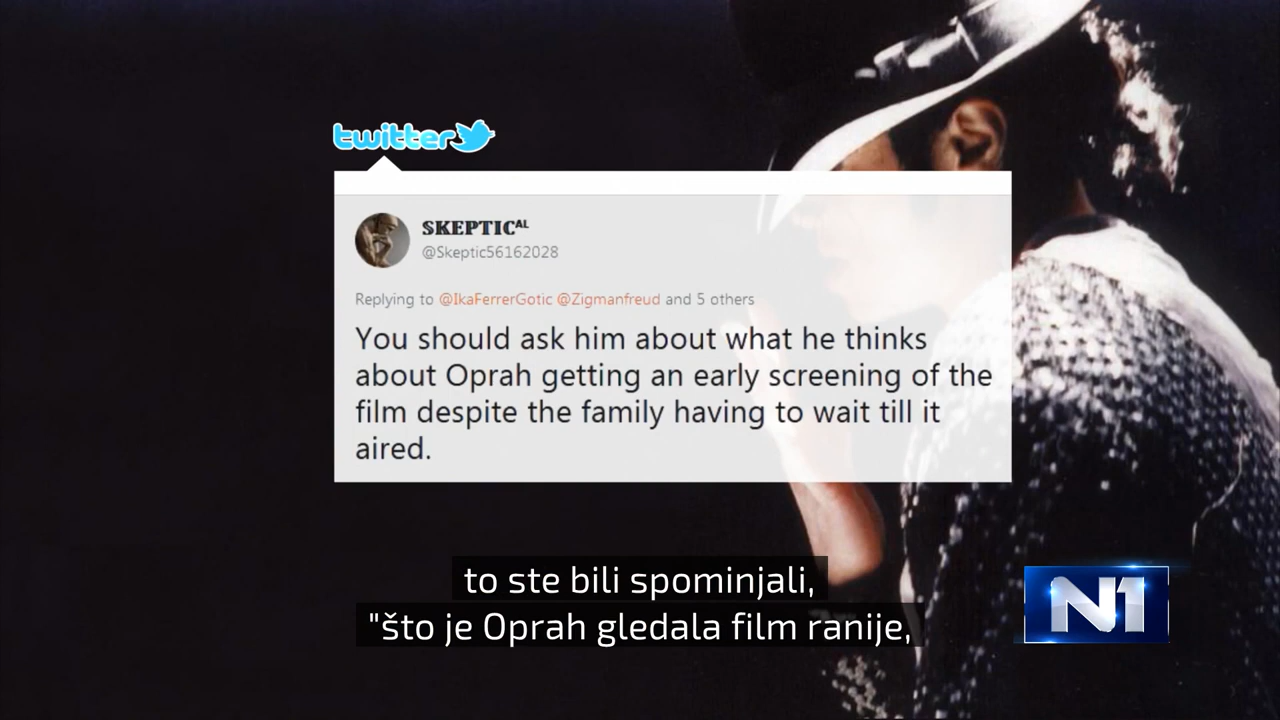 twitter
SKEPTICᴬᴸ
@Skeptic56162028
Replying to @IkaFerrerGotic @Zigmanfreud and 5 others
You should ask him about what he thinks
about Oprah getting an early screening of the
film despite the family having to wait till it
aired.
to ste bili spominjali,
"što je Oprah gledala film ranije,
N1